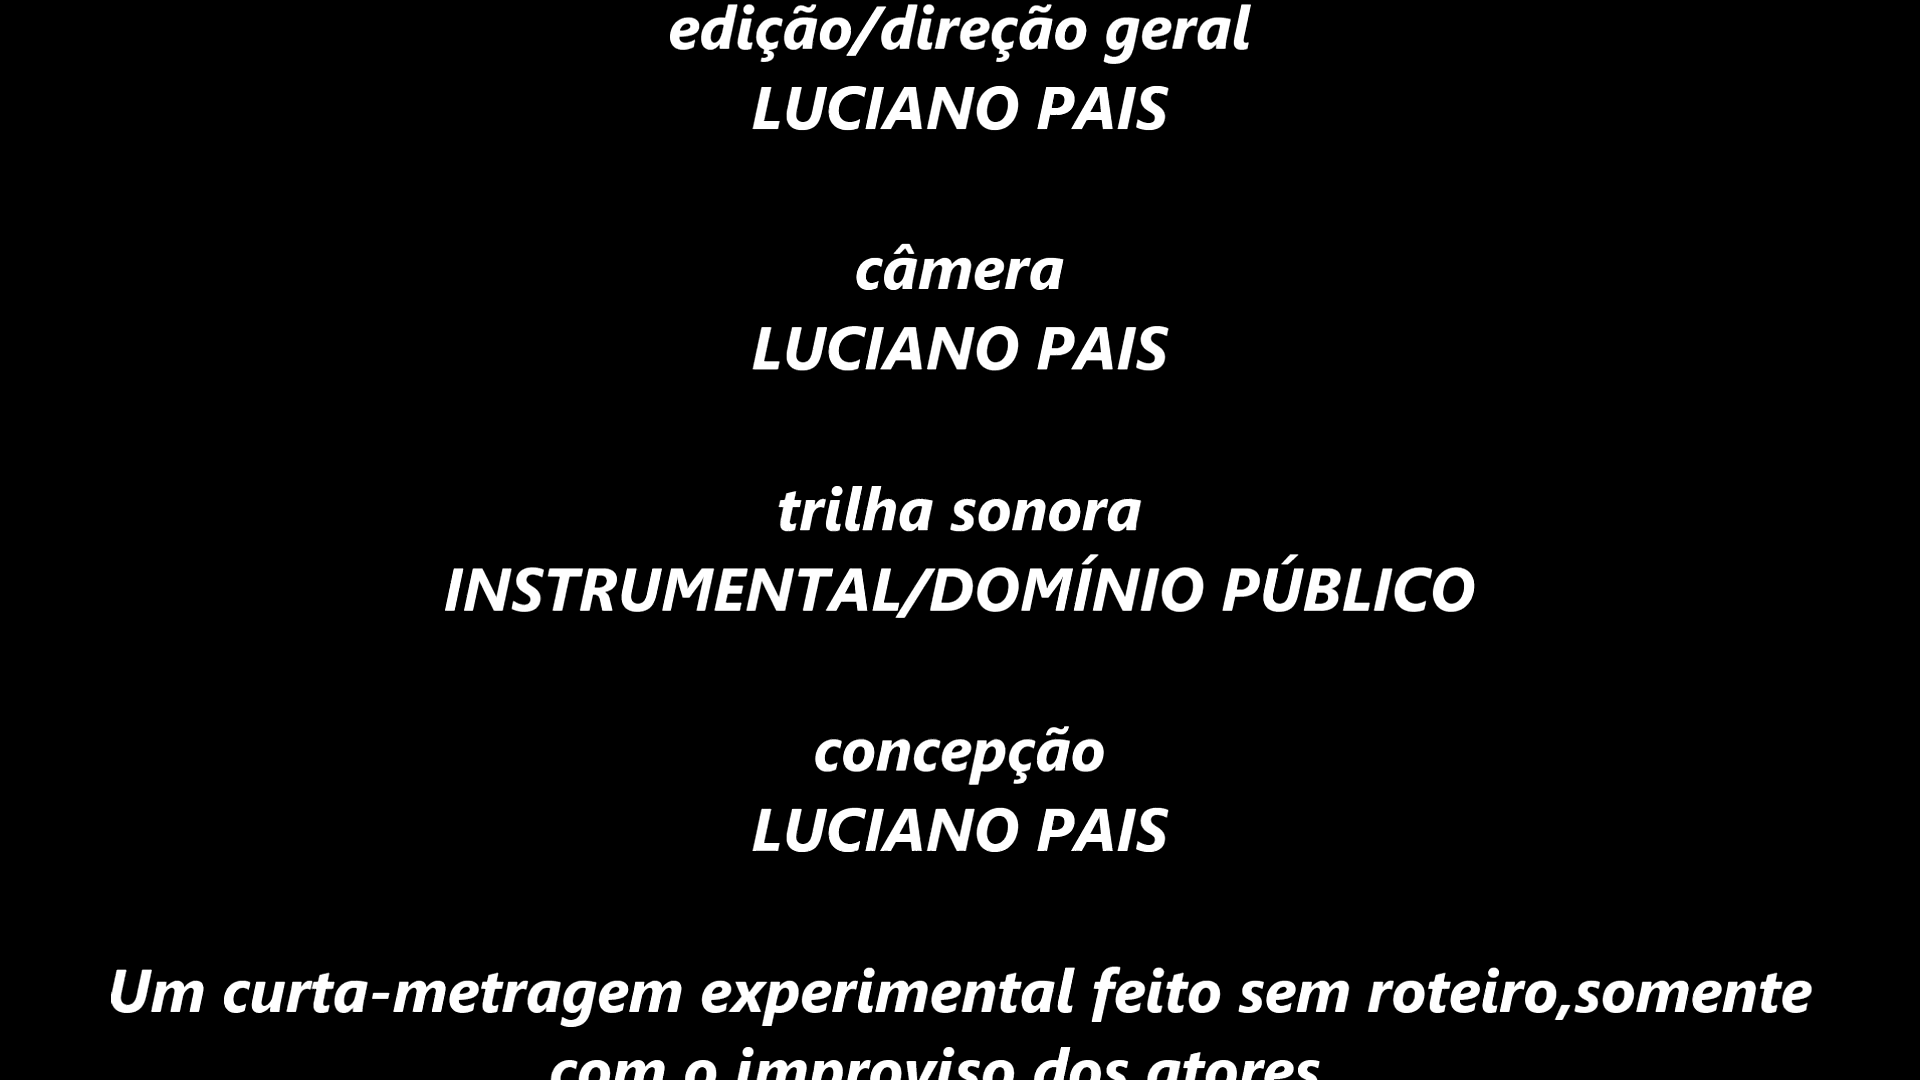 edição/direção geral
LUCIANO PAIS
câmera
LUCIANO PAIS
trilha sonora
INSTRUMENTAL/DOMÍNIO PÚBLICO
concepção
LUCIANO PAIS
Um curta-metragem experimental feito sem roteiro,somente
com o improviso dos atores